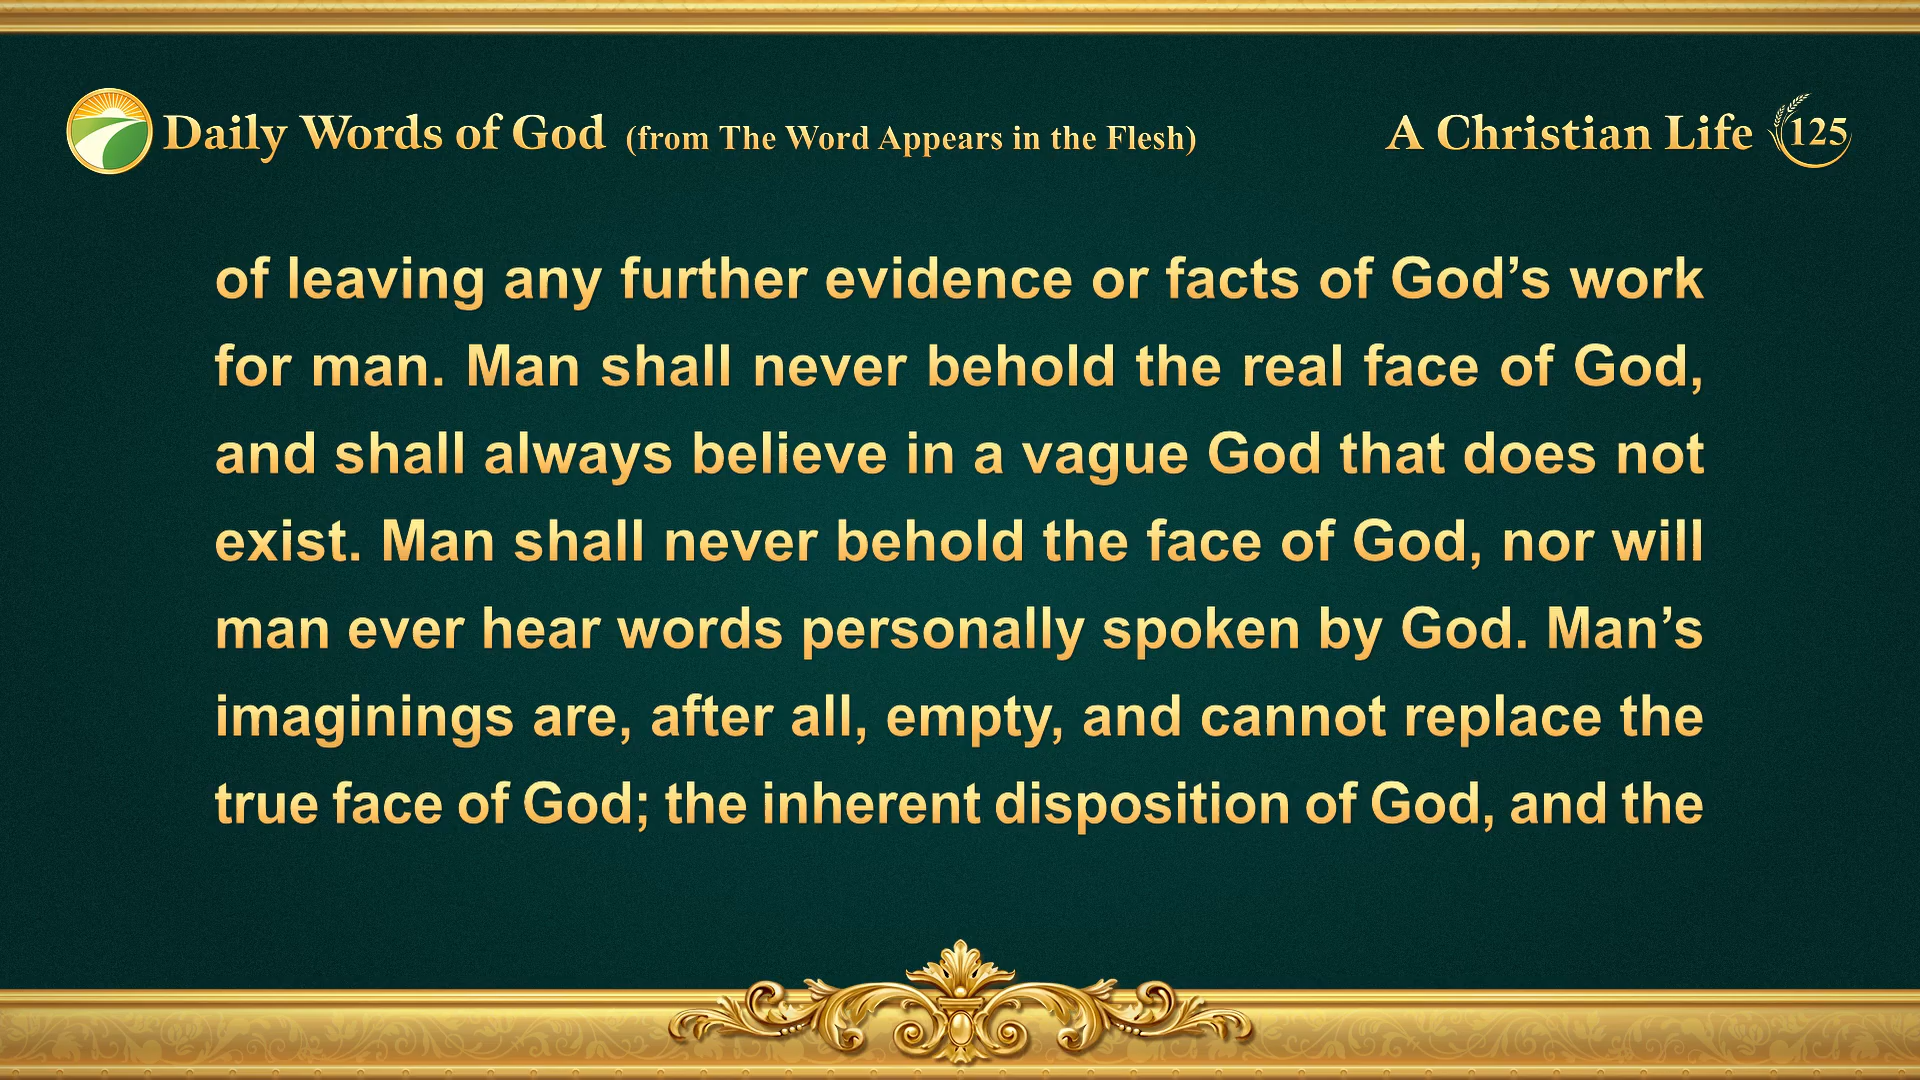 Daily Words of God (from The Word Appears in the Flesh)
A Christian Life 125
of leaving any further evidence or facts of God’s work
for man. Man shall never behold the real face of God,
and shall always believe in a vague God that does not
exist. Man shall never behold the face of God, nor will
man ever hear words personally spoken by God. Man’s
imaginings are, after all, empty, and cannot replace the
true face of God; the inherent disposition of God, and the